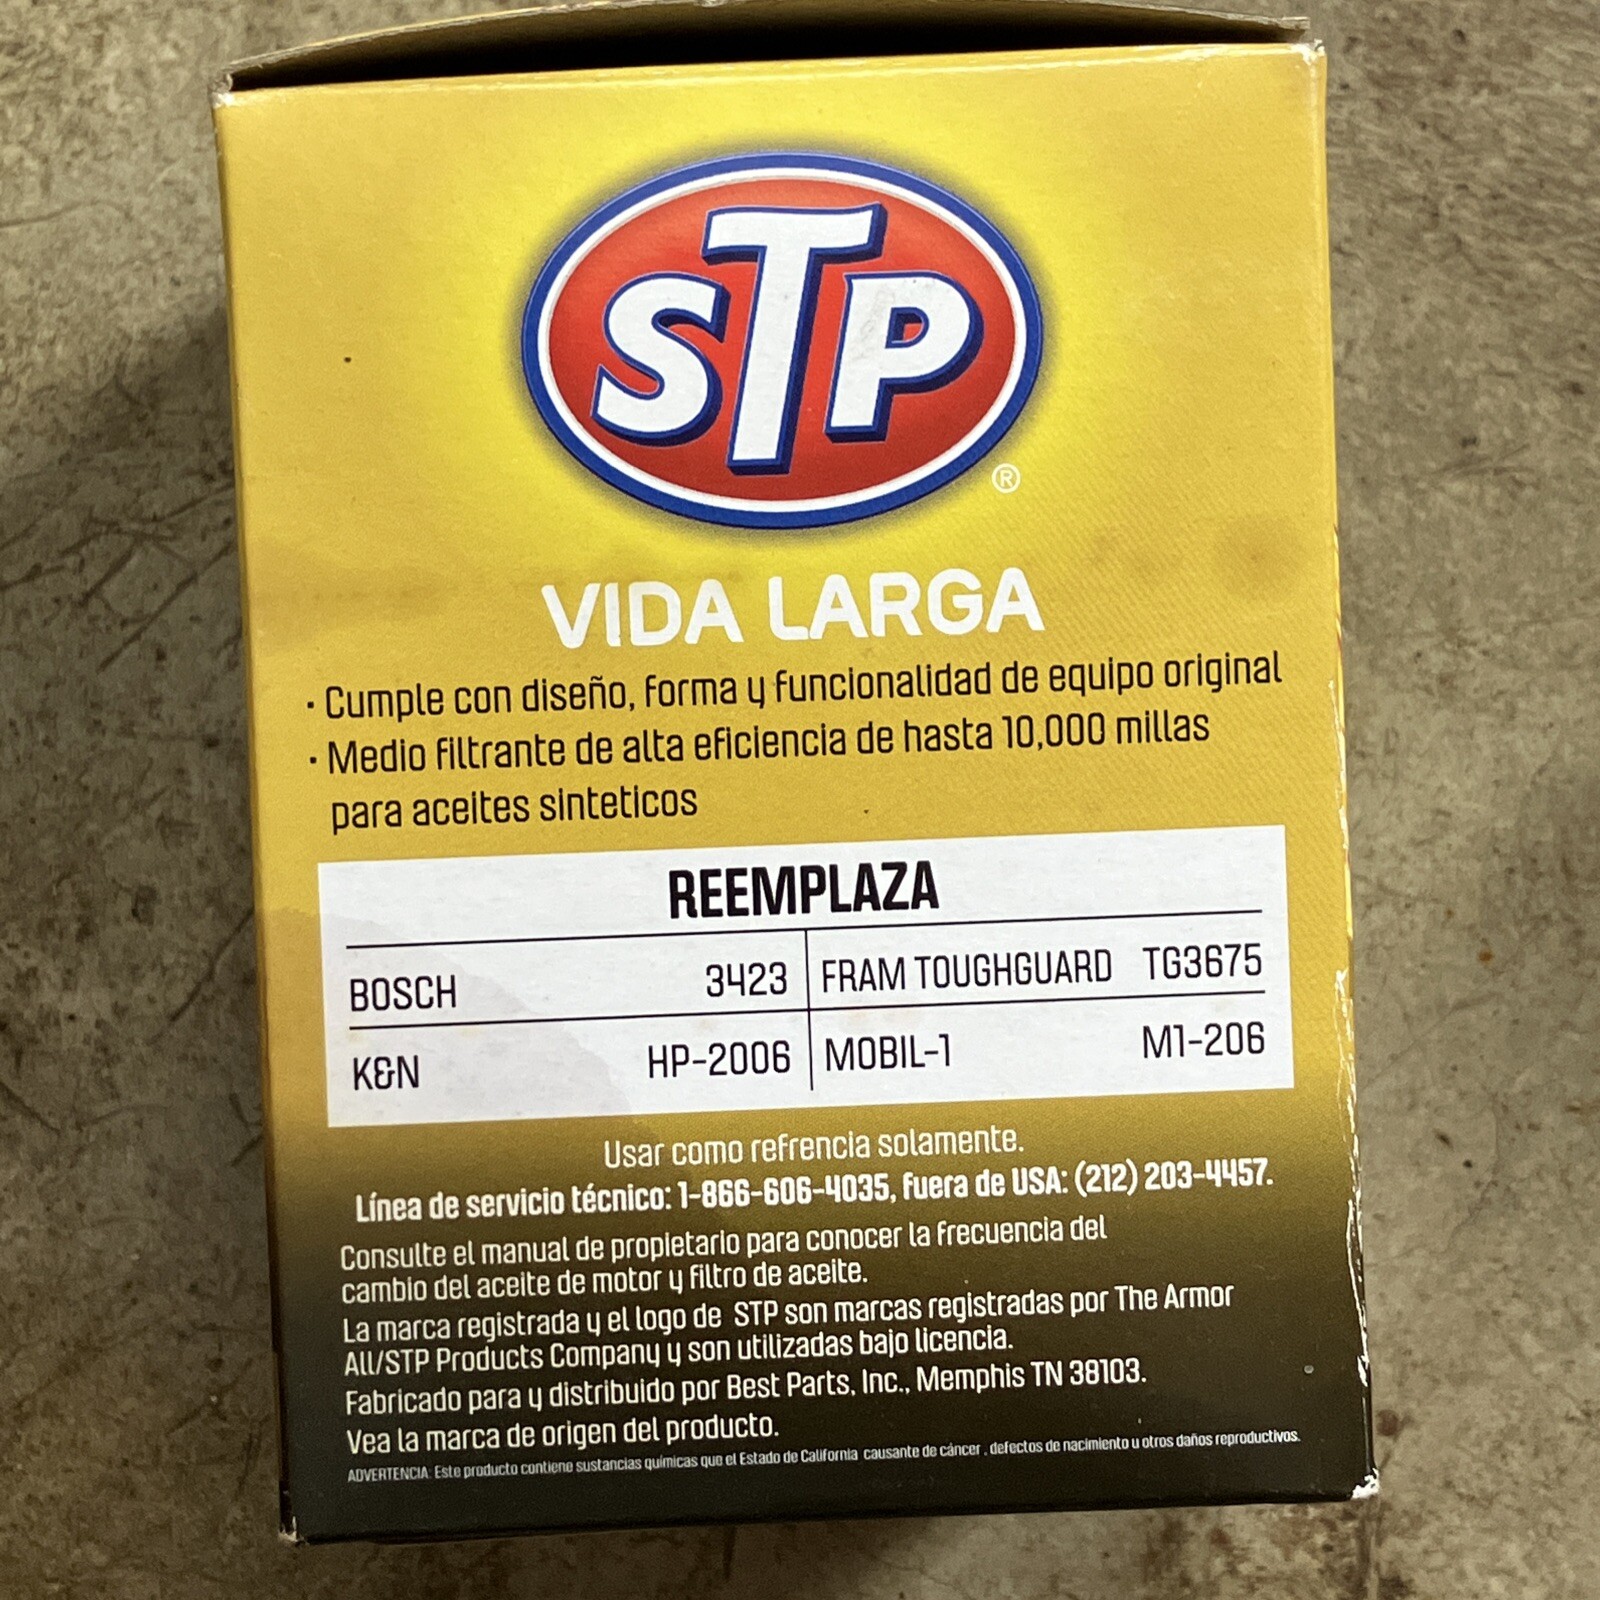 STP
®
VIDA LARGA
· Cumple con diseño, forma y funcionalidad de equipo original
· Medio filtrante de alta eficiencia de hasta 10,000 millas
para aceites sinteticos
REEMPLAZA
BOSCH 3423 FRAM TOUGHGUARD TG3675
K&N HP-2006 MOBIL-1 M1-206
Usar como refrencia solamente.
Línea de servicio técnico: 1-866-606-4035, fuera de USA: (212) 203-4457.
Consulte el manual de propietario para conocer la frecuencia del
cambio del aceite de motor y filtro de aceite.
La marca registrada y el logo de STP son marcas registradas por The Armor
All/STP Products Company y son utilizadas bajo licencia.
Fabricado para y distribuido por Best Parts, Inc., Memphis TN 38103.
Vea la marca de origen del producto.
ADVERTENCIA: Este producto contiene sustancias químicas que el Estado de California causante de cáncer , defectos de nacimiento u otros daños reproductivos.